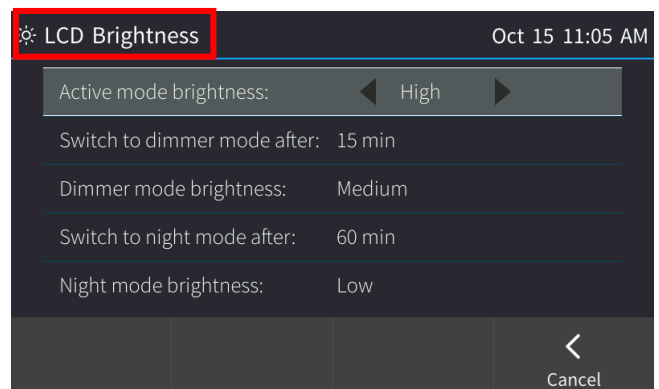 LCD Brightness Oct 15 11:05 AM
Active mode brightness: High
Switch to dimmer mode after: 15 min
Dimmer mode brightness: Medium
Switch to night mode after: 60 min
Night mode brightness: Low
Cancel